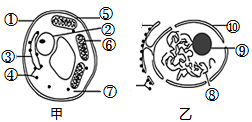 ① ⑤ ② ⑥ ③ ④ ⑦
甲
⑩ ⑨ ⑧
乙